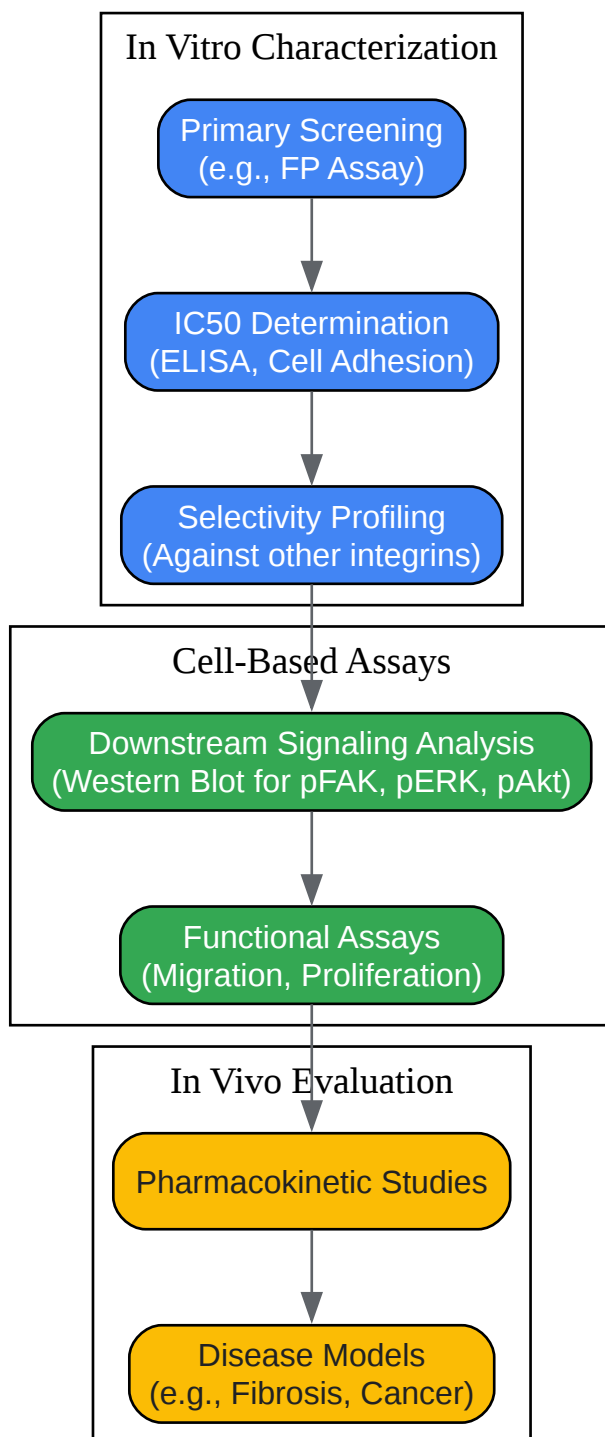 In Vitro Characterization
Primary Screening
(e.g., FP Assay)
IC50 Determination
(ELISA, Cell Adhesion)
Selectivity Profiling
(Against other integrins)
Cell-Based Assays
Downstream Signaling Analysis
(Western Blot for pFAK, pERK, pAkt)
Functional Assays
(Migration, Proliferation)
In Vivo Evaluation
Pharmacokinetic Studies
Disease Models
(e.g., Fibrosis, Cancer)